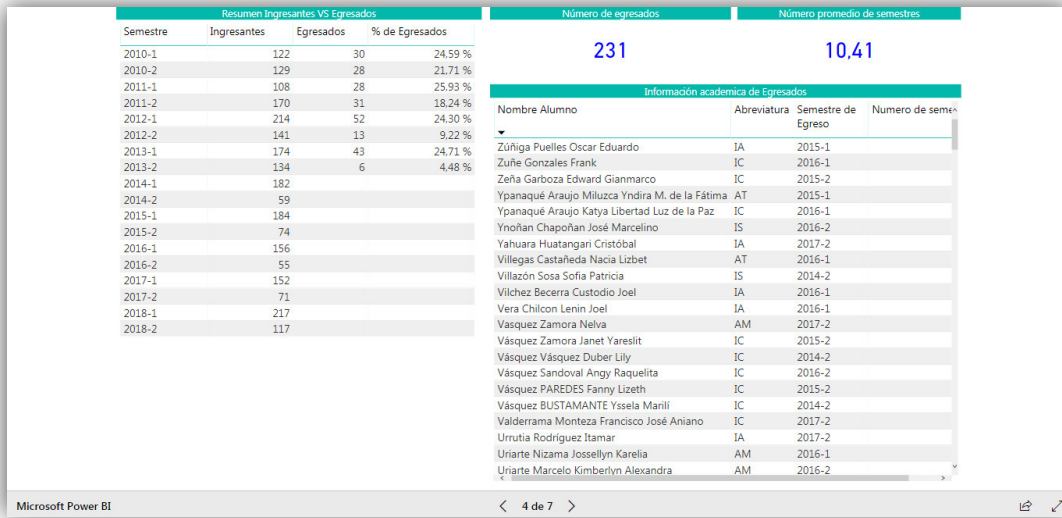 Resumen Ingresantes VS Egresados
Semestre Ingresantes Egresados % de Egresados
2010-1 122 30 24,59 %
2010-2 129 28 21,71 %
2011-1 108 28 25,93 %
2011-2 170 31 18,24 %
2012-1 214 52 24,30 %
2012-2 141 13 9,22 %
2013-1 174 43 24,71 %
2013-2 134 6 4,48 %
2014-1 182
2014-2 59
2015-1 184
2015-2 74
2016-1 156
2016-2 55
2017-1 152
2017-2 71
2018-1 217
2018-2 117
Número de egresados
231
Número promedio de semestres
10,41
Información academica de Egresados
Nombre Alumno Abreviatura Semestre de Egreso Numero de seme
Zúñiga Puelles Oscar Eduardo IA 2015-1
Zuñe Gonzales Frank IC 2016-1
Zeña Garboza Edward Gianmarco IC 2015-2
Ypanaqué Araujo Miluzca Yndira M. de la Fátima AT 2015-1
Ypanaqué Araujo Katya Libertad Luz de la Paz IC 2016-1
Ynoñan Chapoñan José Marcelino IS 2016-2
Yahuara Huatangari Cristóbal IA 2017-2
Villegas Castañeda Nacia Lizbet AT 2016-1
Villazón Sosa Sofia Patricia IS 2014-2
Vilchez Becerra Custodio Joel IA 2016-1
Vera Chilcon Lenin Joel IA 2016-1
Vasquez Zamora Nelva AM 2017-2
Vásquez Zamora Janet Yareslit IC 2015-2
Vásquez Vásquez Duber Lily IC 2014-2
Vásquez Sandoval Angy Raquelita IC 2016-2
Vásquez PAREDES Fanny Lizeth IC 2015-2
Vásquez BUSTAMANTE Yssela Marilí IC 2014-2
Valderrama Monteza Francisco José Aniano IC 2017-2
Urrutia Rodríguez Itamar IA 2017-2
Uriarte Nizama Jossellyn Karelia AM 2016-1
Uriarte Marcelo Kimberlyn Alexandra AM 2016-2
Microsoft Power BI
4 de 7